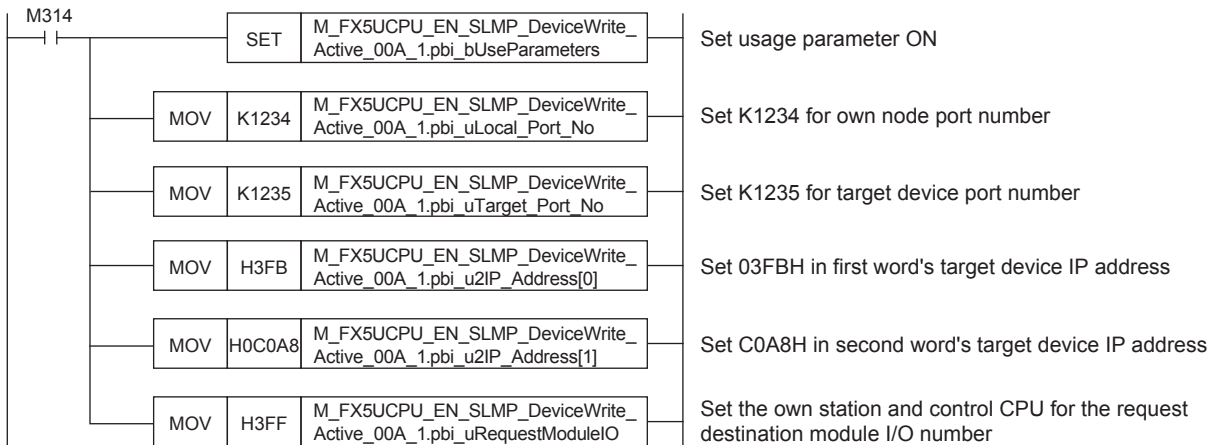 M314
SET
M_FX5UCPU_EN_SLMP_DeviceWrite_
Active_00A_1.pbi_bUseParameters
Set usage parameter ON
MOV
K1234
M_FX5UCPU_EN_SLMP_DeviceWrite_
Active_00A_1.pbi_uLocal_Port_No
Set K1234 for own node port number
MOV
K1235
M_FX5UCPU_EN_SLMP_DeviceWrite_
Active_00A_1.pbi_uTarget_Port_No
Set K1235 for target device port number
MOV
H3FB
M_FX5UCPU_EN_SLMP_DeviceWrite_
Active_00A_1.pbi_u2IP_Address[0]
Set 03FBH in first word's target device IP address
MOV
H0C0A8
M_FX5UCPU_EN_SLMP_DeviceWrite_
Active_00A_1.pbi_u2IP_Address[1]
Set C0A8H in second word's target device IP address
MOV
H3FF
M_FX5UCPU_EN_SLMP_DeviceWrite_
Active_00A_1.pbi_uRequestModuleIO
Set the own station and control CPU for the request
destination module I/O number